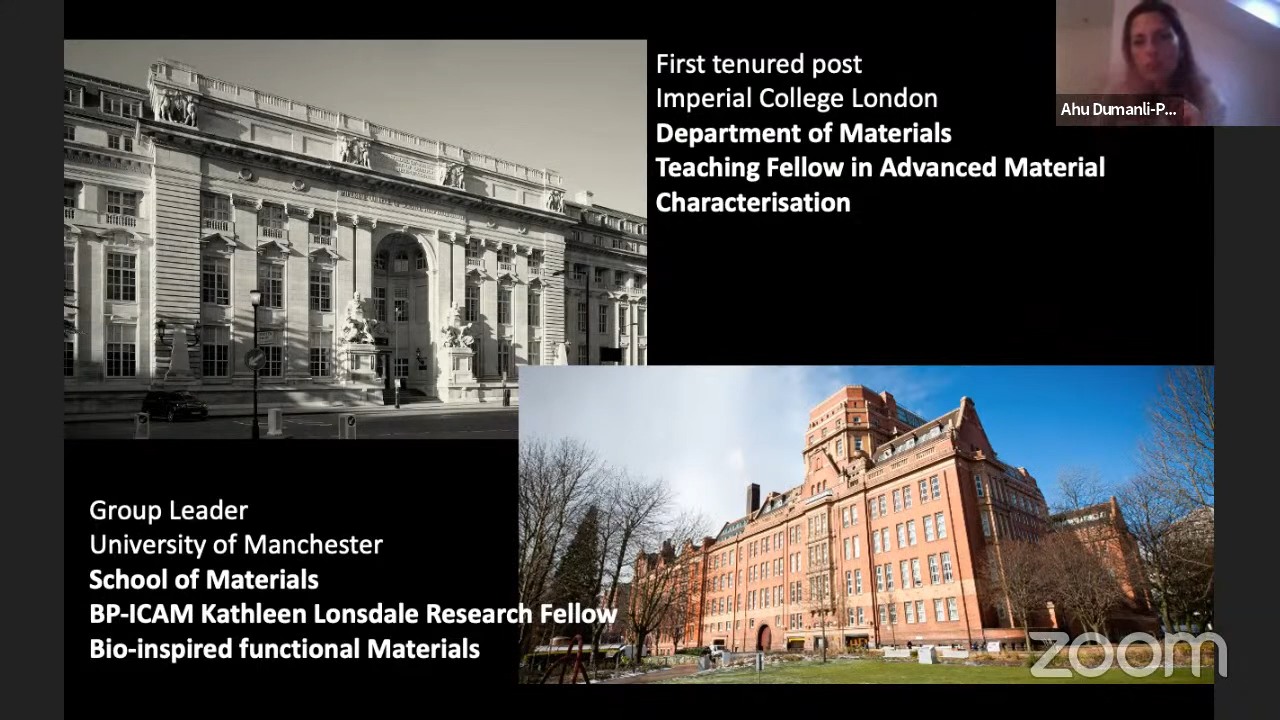 First tenured post
Imperial College London
Department of Materials
Teaching Fellow in Advanced Material
Characterisation
Ahu Dumanli-P...
Group Leader
University of Manchester
School of Materials
BP-ICAM Kathleen Lonsdale Research Fellow
Bio-inspired functional Materials
zoom